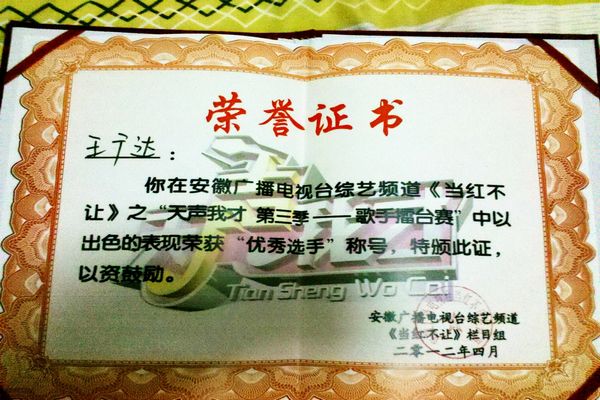 荣誉证书
王宁达：
你在安徽广播电视台综艺频道《当红不
让》之“天声我才 第三季——歌手擂台赛”中以
出色的表现荣获“优秀选手”称号，特颁此证，
以资鼓励。
Tian Sheng Wo Cai
安徽广播电视台综艺频道
《当红不让》栏目组
二零一二年四月